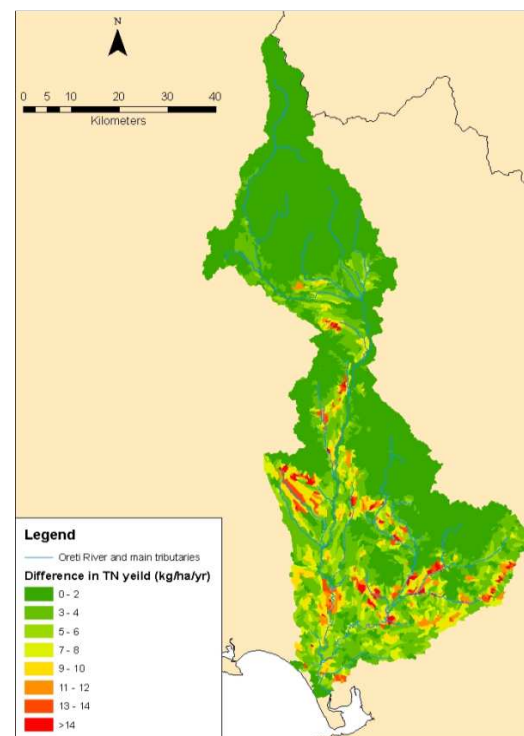 N
0 5 10 20 30 40
Kilometers
Legend
Oreti River and main tributaries
Difference in TN yeild (kg/ha/yr)
0 - 2
3 - 4
5 - 6
7 - 8
9 - 10
11 - 12
13 - 14
>14